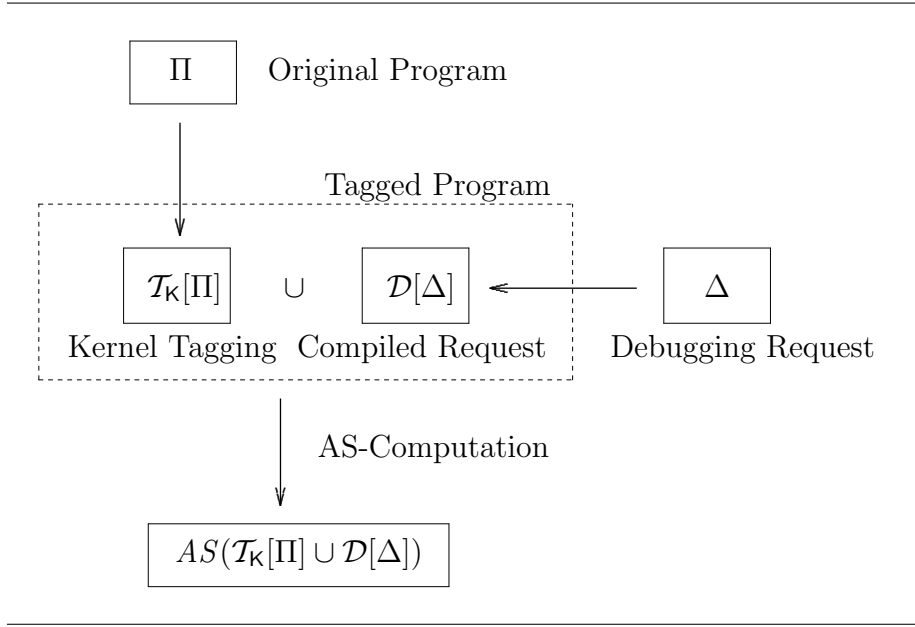 Π Original Program
Tagged Program
𝒯_K[Π] ∪ 𝒟[Δ] Δ
Kernel Tagging Compiled Request Debugging Request
AS-Computation
AS(𝒯_K[Π] ∪ 𝒟[Δ])